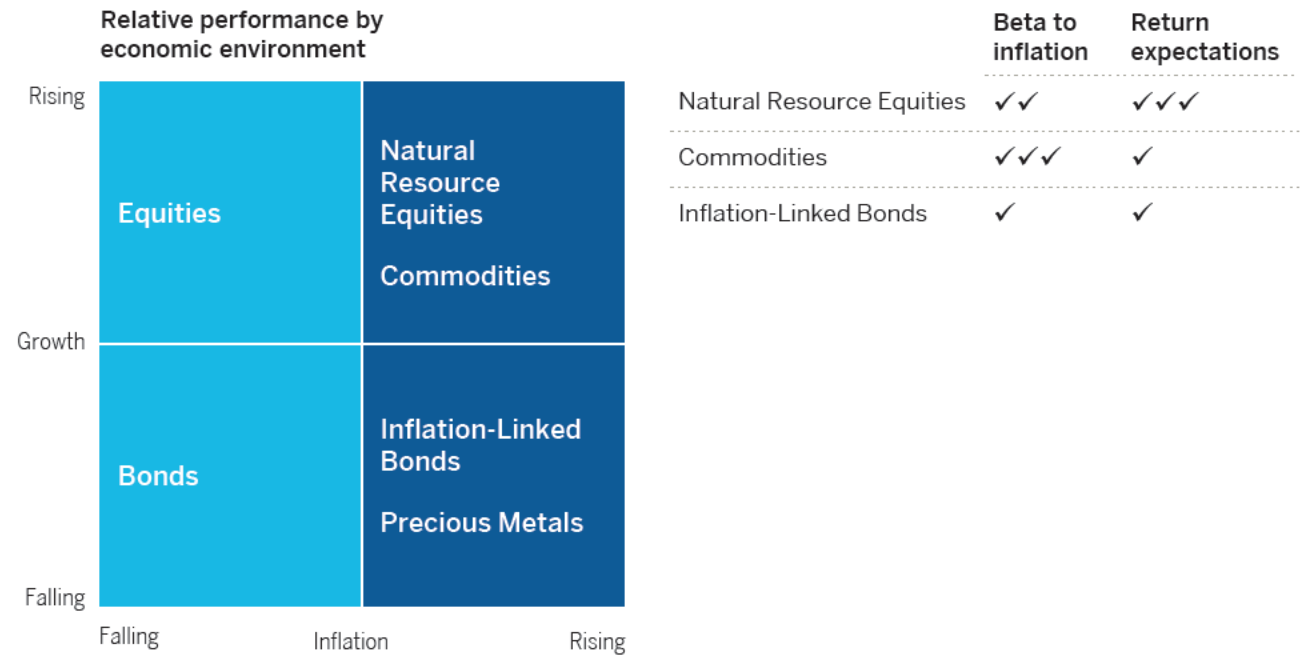 Relative performance by
economic environment
Rising
Growth
Falling
Equities
Natural
Resource
Equities
Commodities
Bonds
Inflation-Linked
Bonds
Precious Metals
Falling
Inflation
Rising
Beta to
inflation
Return
expectations
Natural Resource Equities ✓✓ ✓✓✓
Commodities ✓✓✓ ✓
Inflation-Linked Bonds ✓ ✓